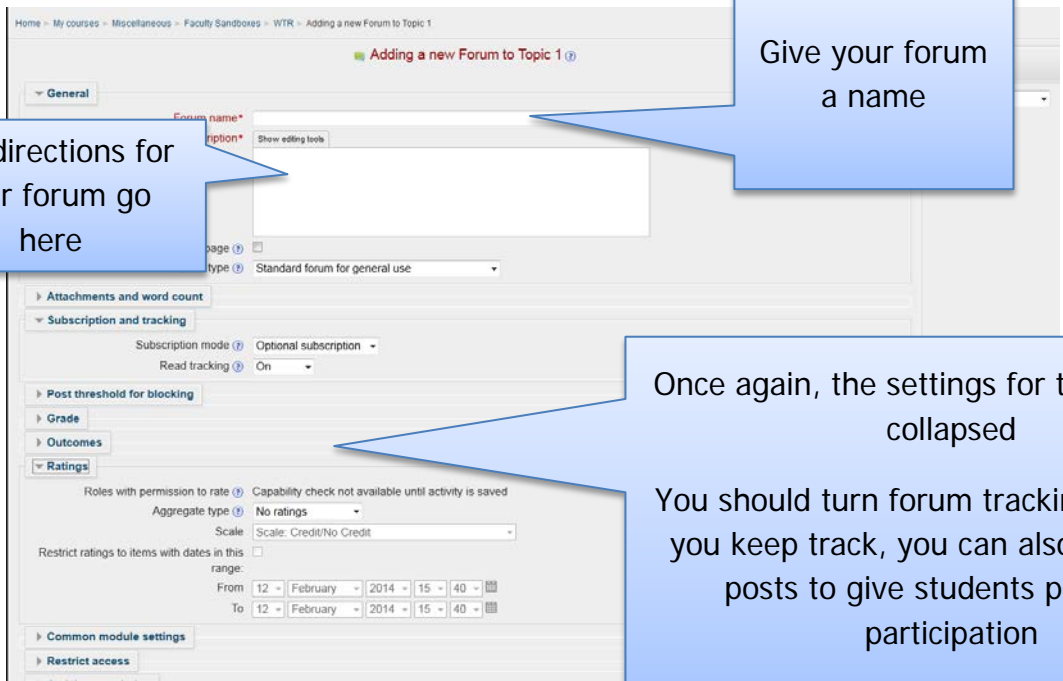 Home ► My courses ► Miscellaneous ► Faculty Sandboxes ► WTR ► Adding a new Forum to Topic 1
Adding a new Forum to Topic 1
Give your forum
a name
General
Forum name*
ription*
Show editing tools
directions for
r forum go
here
page
type
Standard forum for general use
Attachments and word count
Subscription and tracking
Subscription mode
Optional subscription
Read tracking
On
Post threshold for blocking
Grade
Outcomes
Ratings
Once again, the settings for t
collapsed
You should turn forum trackin
you keep track, you can also
posts to give students p
participation
Roles with permission to rate
Capability check not available until activity is saved
Aggregate type
No ratings
Scale
Scale: Credit/No Credit
Restrict ratings to items with dates in this
range:
From
12 February 2014 15 40
To
12 February 2014 15 40
Common module settings
Restrict access